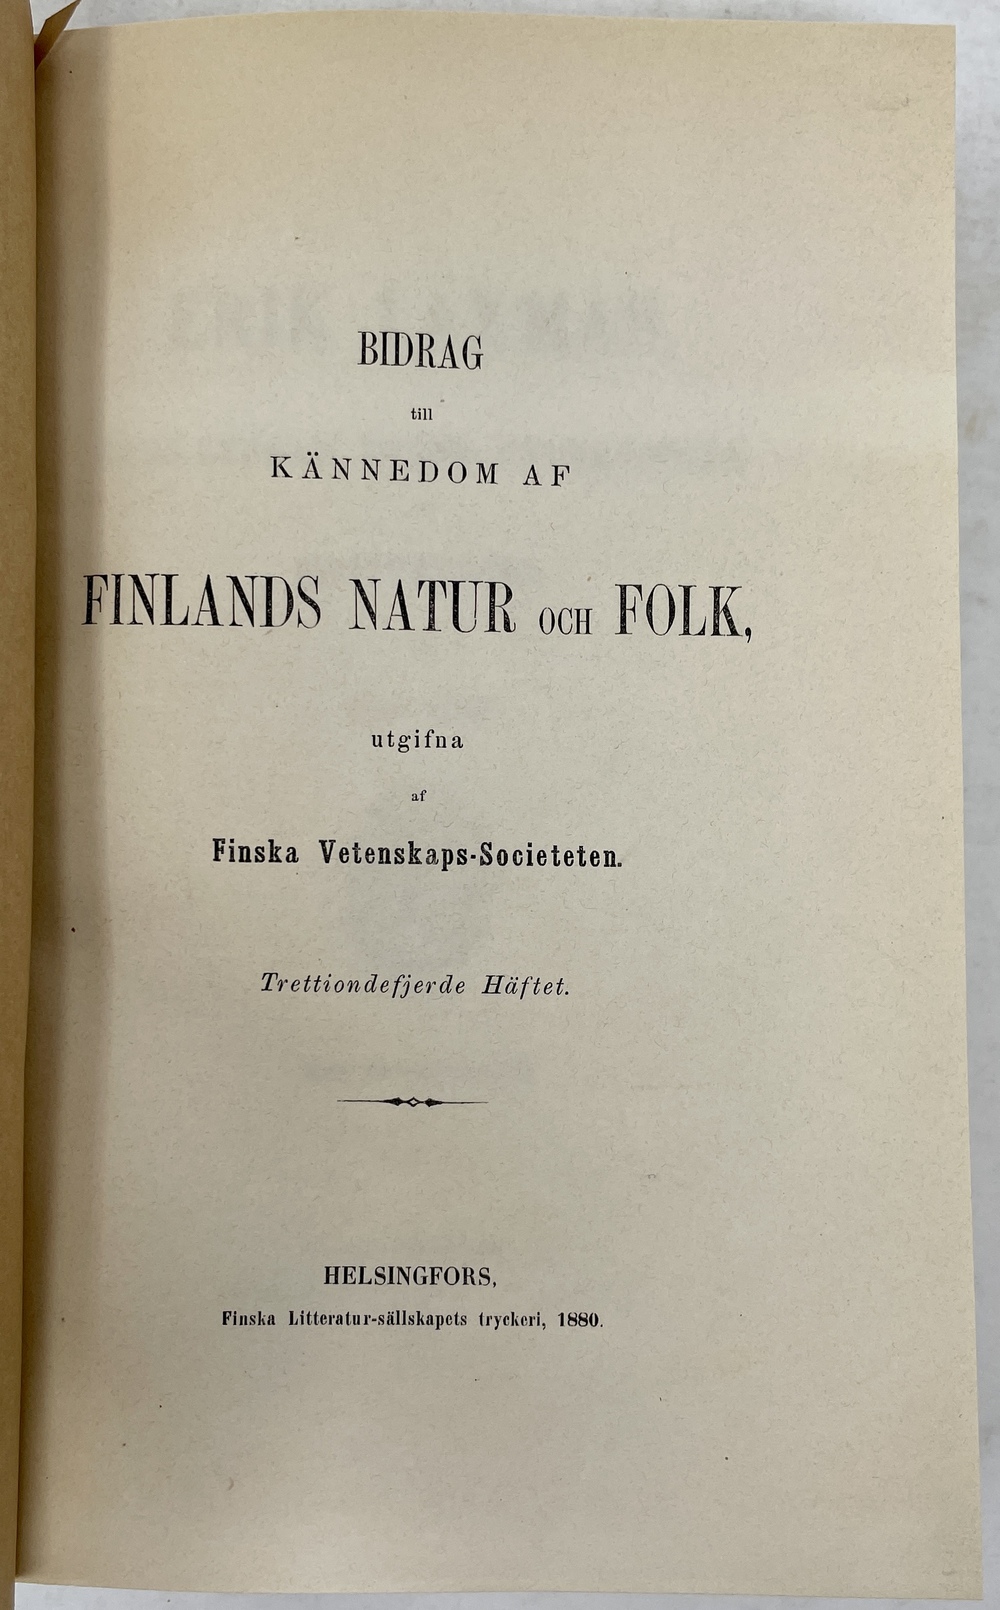 BIDRAG
till
KÄNNEDOM AF
FINLANDS NATUR OCH FOLK,
utgifna
af
Finska Vetenskaps-Societeten.
Trettiondefjerde Häftet.
HELSINGFORS,
Finska Litteratur-sällskapets tryckeri, 1880.